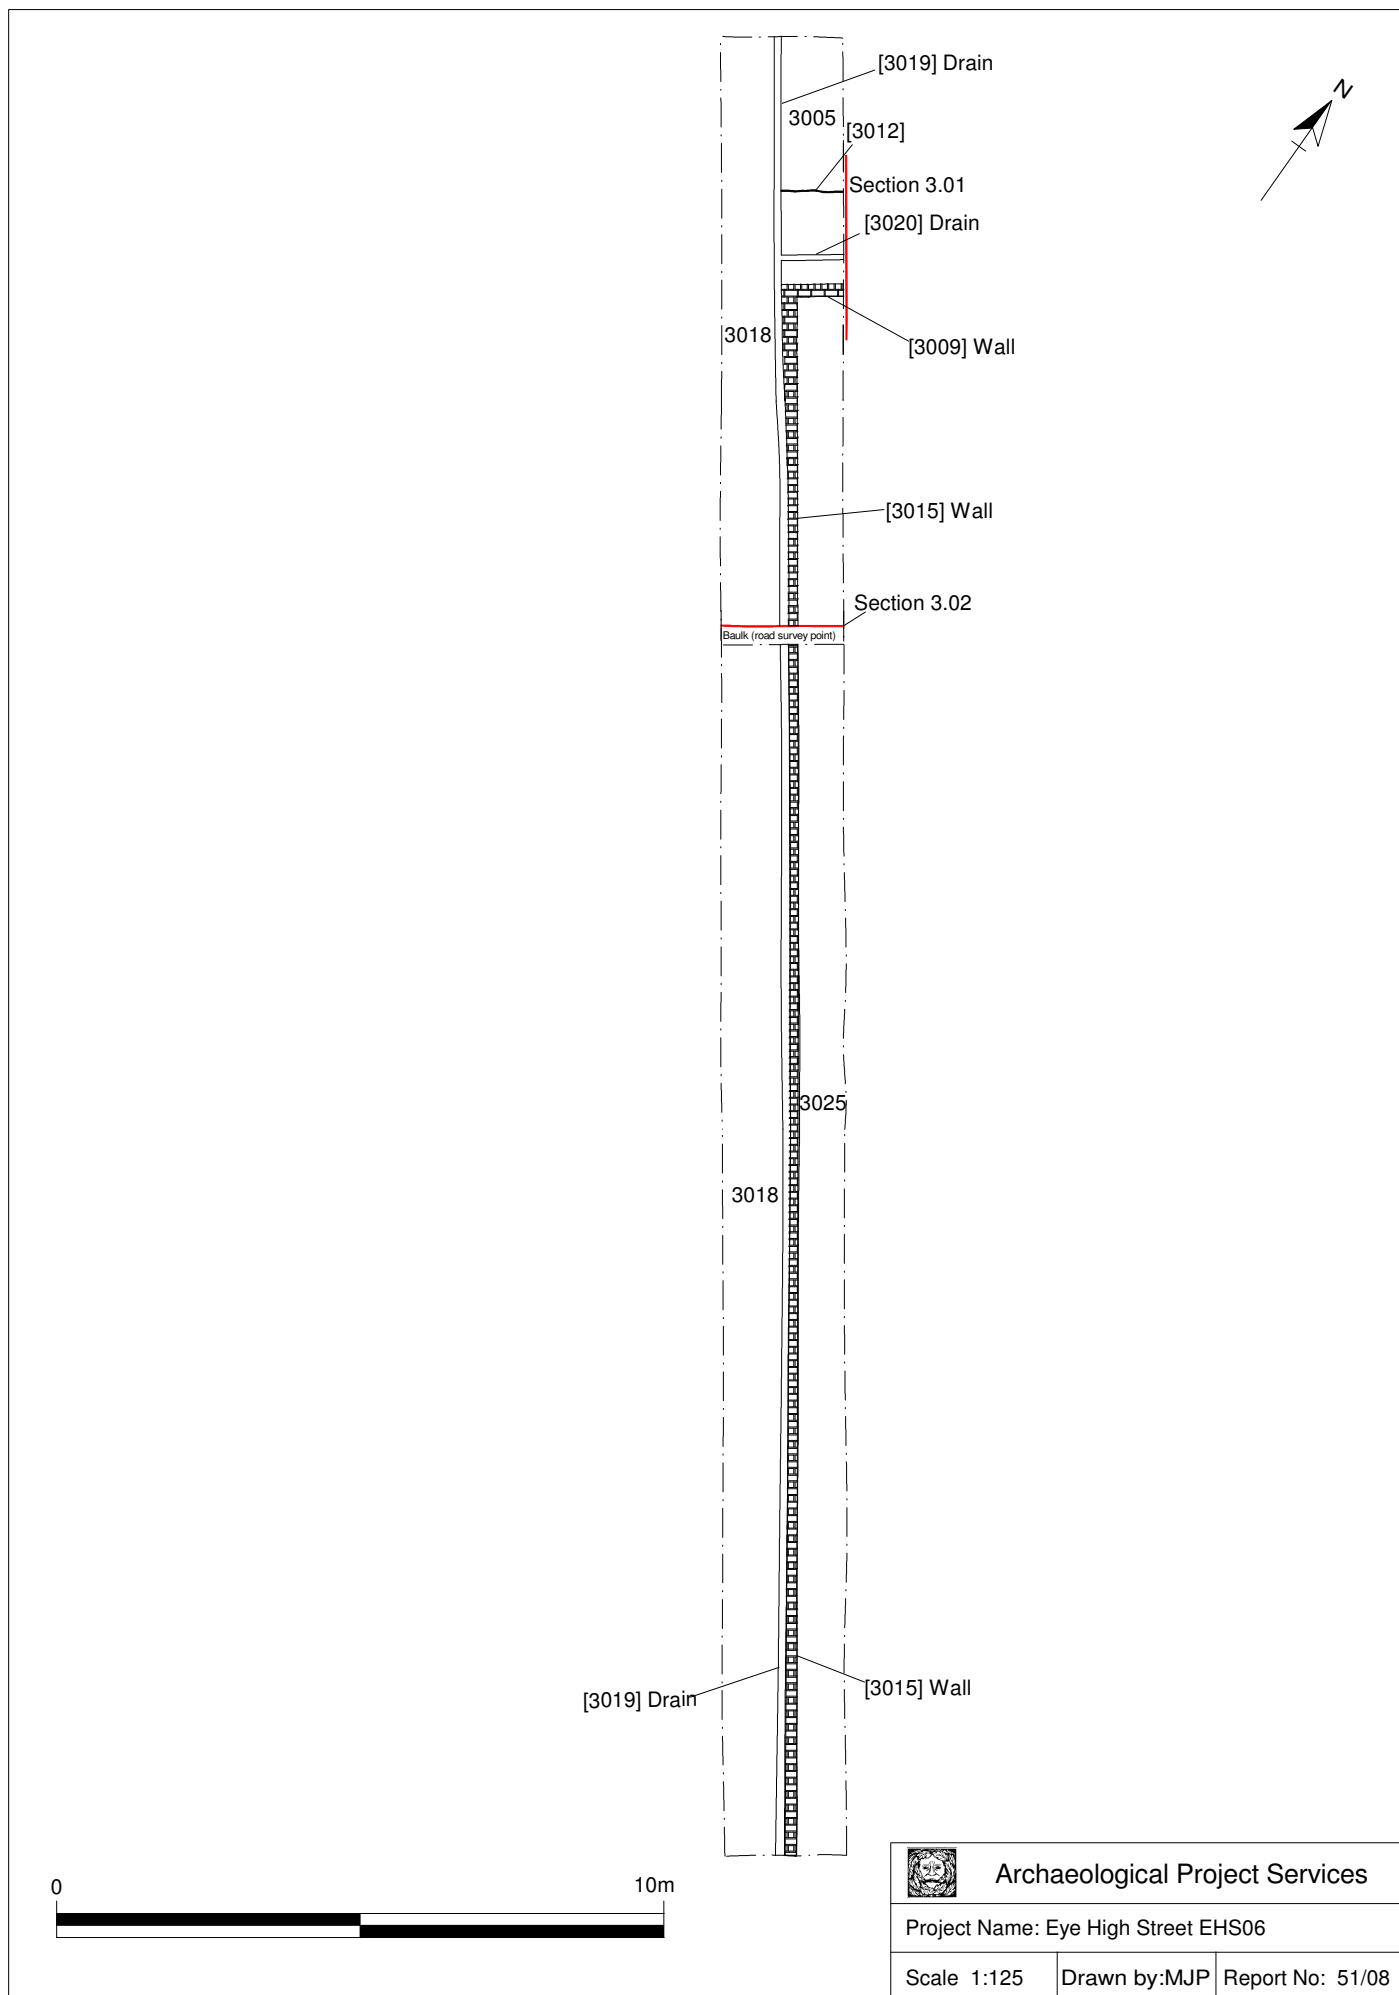 [3019] Drain
N
3005
[3012]
Section 3.01
[3020] Drain
3018
[3009] Wall
[3015] Wall
Section 3.02
Baulk (road survey point)
3025
3018
[3019] Drain
[3015] Wall
0 10m
Archaeological Project Services
Project Name: Eye High Street EHS06
Scale 1:125 Drawn by:MJP Report No: 51/08